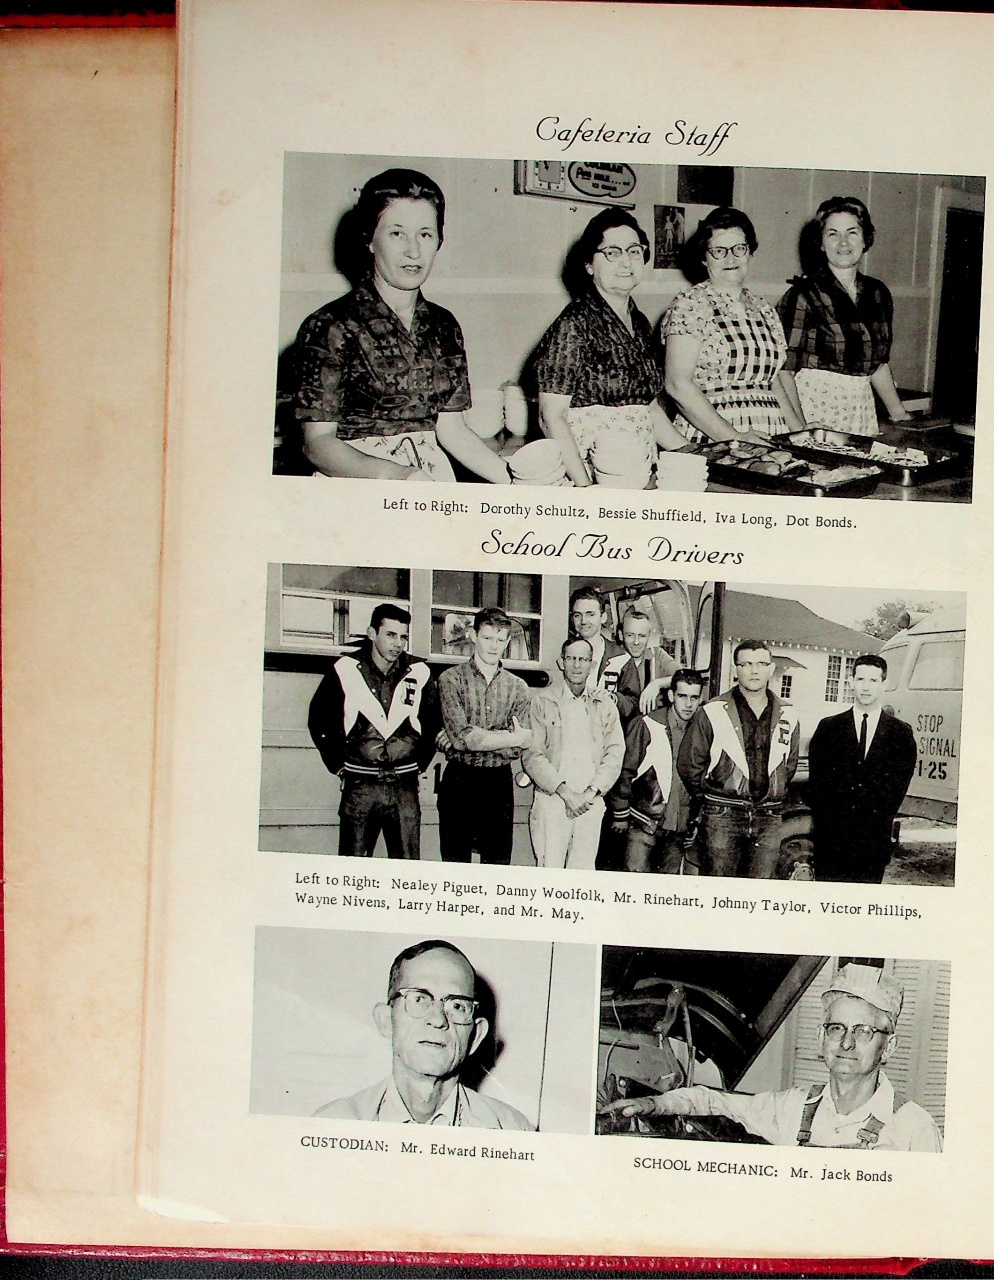 Cafeteria Staff
Left to Right: Dorothy Schultz, Bessie Shuffield, Iva Long, Dot Bonds.
School Bus Drivers
E
E
STOP
SIGNAL
1-25
Left to Right: Nealey Piguet, Danny Woolfolk, Mr. Rinehart, Johnny Taylor, Victor Phillips,
Wayne Nivens, Larry Harper, and Mr. May.
CUSTODIAN: Mr. Edward Rinehart
SCHOOL MECHANIC: Mr. Jack Bonds